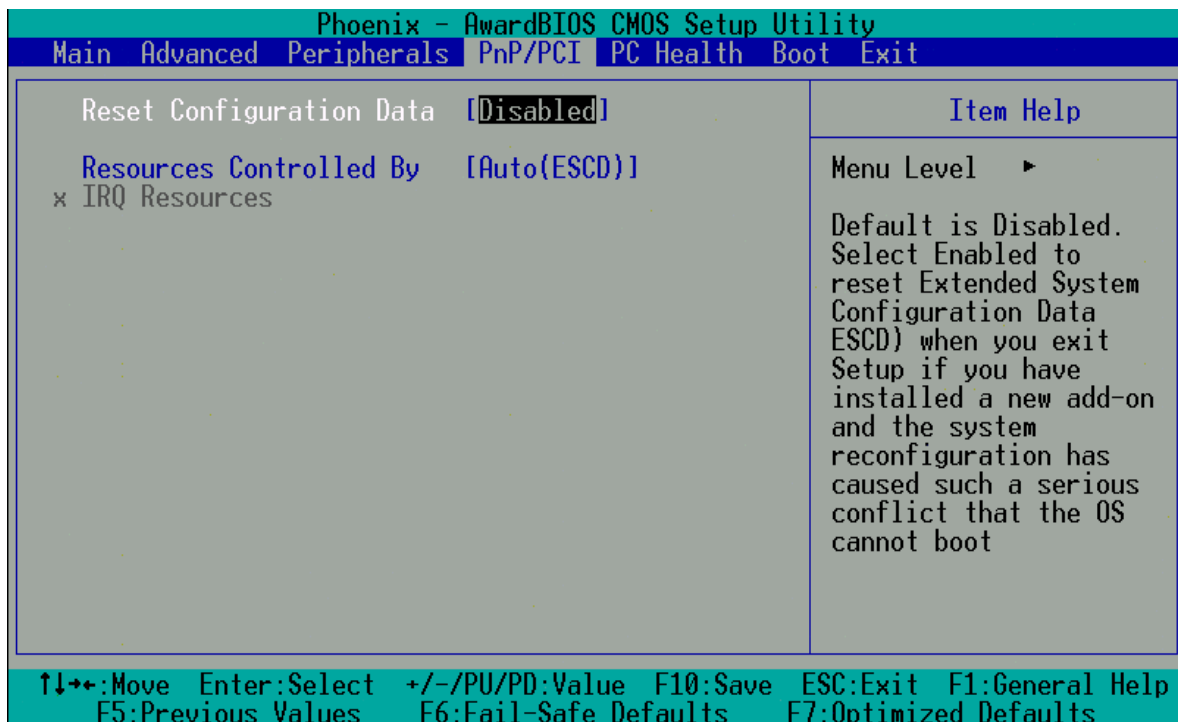 Phoenix - AwardBIOS CMOS Setup Utility
Main Advanced Peripherals PnP/PCI PC Health Boot Exit
Reset Configuration Data [Disabled]
Resources Controlled By [Auto(ESCD)]
x IRQ Resources
Item Help
Menu Level ►
Default is Disabled.
Select Enabled to
reset Extended System
Configuration Data
ESCD) when you exit
Setup if you have
installed a new add-on
and the system
reconfiguration has
caused such a serious
conflict that the OS
cannot boot
↑↓→←:Move Enter:Select +/-/PU/PD:Value F10:Save ESC:Exit F1:General Help
F5:Previous Values F6:Fail-Safe Defaults F7:Optimized Defaults